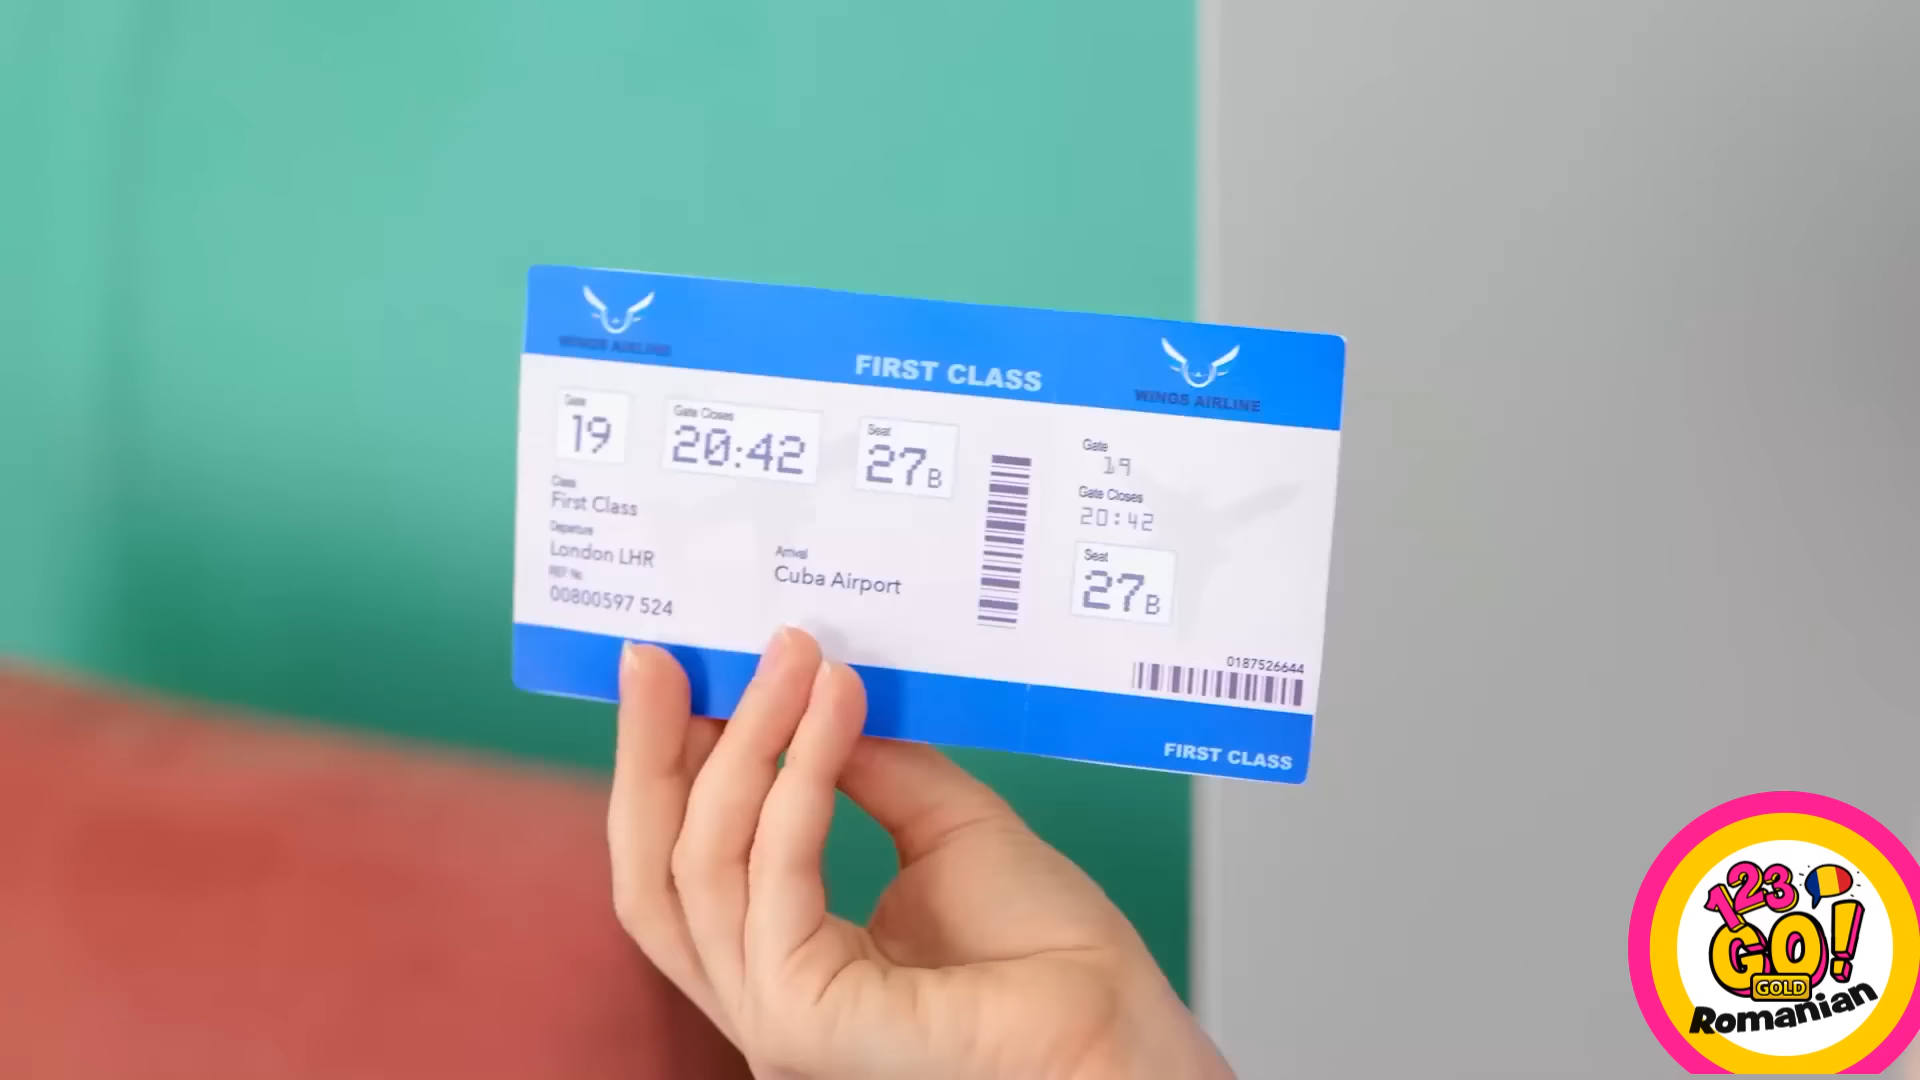 WINGS AIRLINE
FIRST CLASS
WINGS AIRLINE
Gate
19
Gate Closes
20:42
Seat
27B
Class
First Class
Departure
London LHR
REF No
00800597 524
Arrival
Cuba Airport
Gate
19
Gate Closes
20:42
Seat
27B
0187526644
FIRST CLASS
123
GO!
GOLD
Romanian